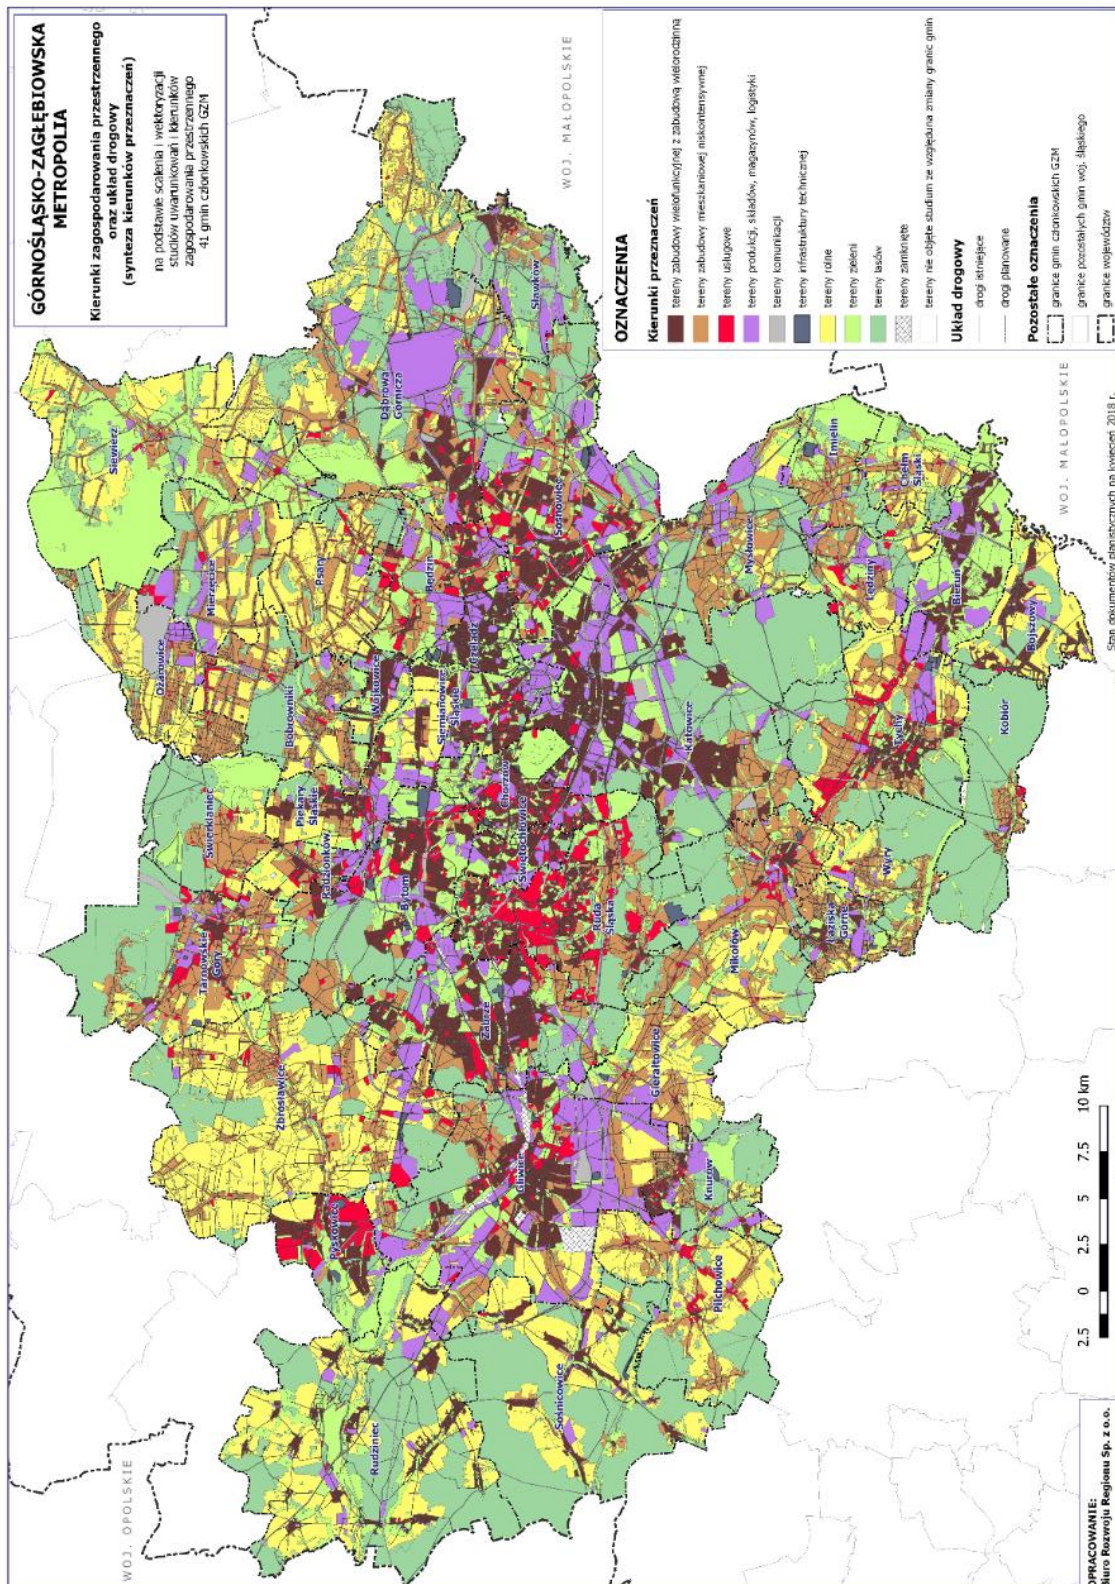 GÓRNOŚLĄSKO-ZAGŁĘBIOWSKA
METROPOLIA
Kierunki zagospodarowania przestrzennego
oraz układ drogowy
(synteza kierunków przeznaczeń)
na podstawie scalenia i wektoryzacji
studiów uwarunkowań i kierunków
zagospodarowania przestrzennego
41 gmin członkowskich GZM
WOJ. OPOLSKIE
WOJ. MAŁOPOLSKIE
WOJ. MAŁOPOLSKIE
Siewierz
Ożarowice
Mierzęcice
Świerklaniec
Tarnowskie
Góry
Bobrowniki
Psary
Dąbrowa
Górnicza
Zbrosławice
Piekary
Śląskie
Radzionków
Wojkowice
Będzin
Pyskowice
Bytom
Siemianowice
Śląskie
Czeladź
Sławków
Rudziniec
Zabrze
Chorzów
Świętochłowice
Sosnowiec
Gliwice
Ruda
Śląska
Katowice
Sośnicowice
Gierałtowice
Mysłowice
Pilchowice
Knurów
Mikołów
Imielin
Łaziska
Górne
Wyry
Tychy
Lędziny
Chełm
Śląski
Kobiór
Bieruń
Bojszowy
OZNACZENIA
Kierunki przeznaczeń
tereny zabudowy wielofunkcyjnej z zabudową wielorodzinną
tereny zabudowy mieszkaniowej niskointensywnej
tereny usługowe
tereny produkcji, składów, magazynów, logistyki
tereny komunikacji
tereny infrastruktury technicznej
tereny rolne
tereny zieleni
tereny lasów
tereny zamknięte
tereny nie objęte studium ze względuna zmiany granic gmin
Układ drogowy
drogi istniejące
drogi planowane
Pozostałe oznaczenia
granice gmin członkowskich GZM
granice pozostałych gmin woj. śląskiego
granice województw
Stan dokumentów planistycznych na kwiecień 2018 r.
2.5 0 2.5 5 7.5 10 km
OPRACOWANIE:
Biuro Rozwoju Regionu Sp. z o.o.